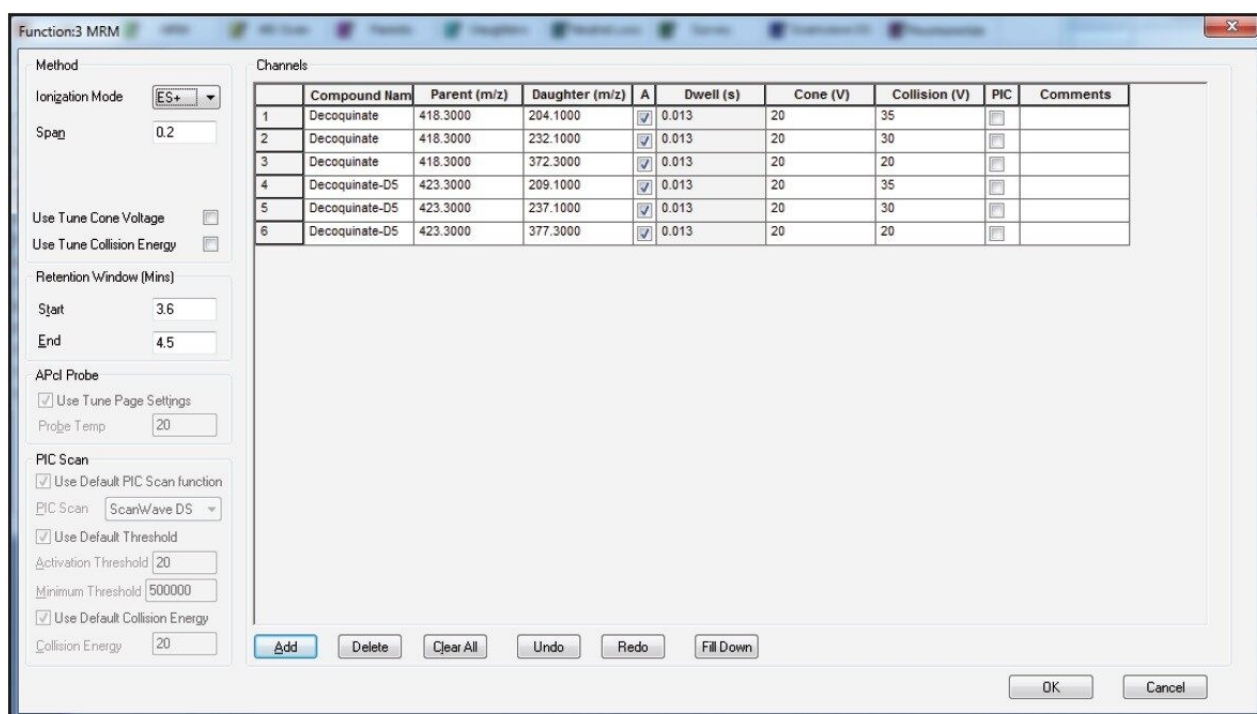 Function:3 MRM
Method
Ionization Mode ES+
Span 0.2
Use Tune Cone Voltage
Use Tune Collision Energy
Retention Window (Mins)
Start 3.6
End 4.5
APcI Probe
Use Tune Page Settings
Probe Temp 20
PIC Scan
Use Default PIC Scan function
PIC Scan ScanWave DS
Use Default Threshold
Activation Threshold 20
Minimum Threshold 500000
Use Default Collision Energy
Collision Energy 20
Channels
Compound Nam Parent (m/z) Daughter (m/z) A Dwell (s) Cone (V) Collision (V) PIC Comments
1 Decoquinate 418.3000 204.1000 0.013 20 35
2 Decoquinate 418.3000 232.1000 0.013 20 30
3 Decoquinate 418.3000 372.3000 0.013 20 20
4 Decoquinate-D5 423.3000 209.1000 0.013 20 35
5 Decoquinate-D5 423.3000 237.1000 0.013 20 30
6 Decoquinate-D5 423.3000 377.3000 0.013 20 20
Add Delete Clear All Undo Redo Fill Down
OK Cancel